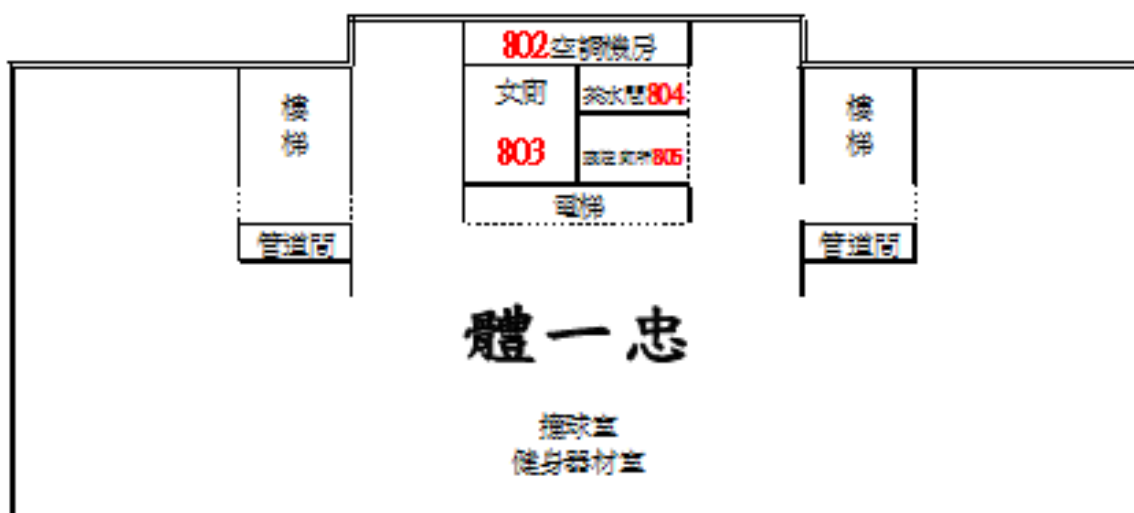 802空調機房
樓梯
女廁
803
茶水間804
805
樓梯
電梯
管道間
管道間
體一忠
撞球室
健身器材室